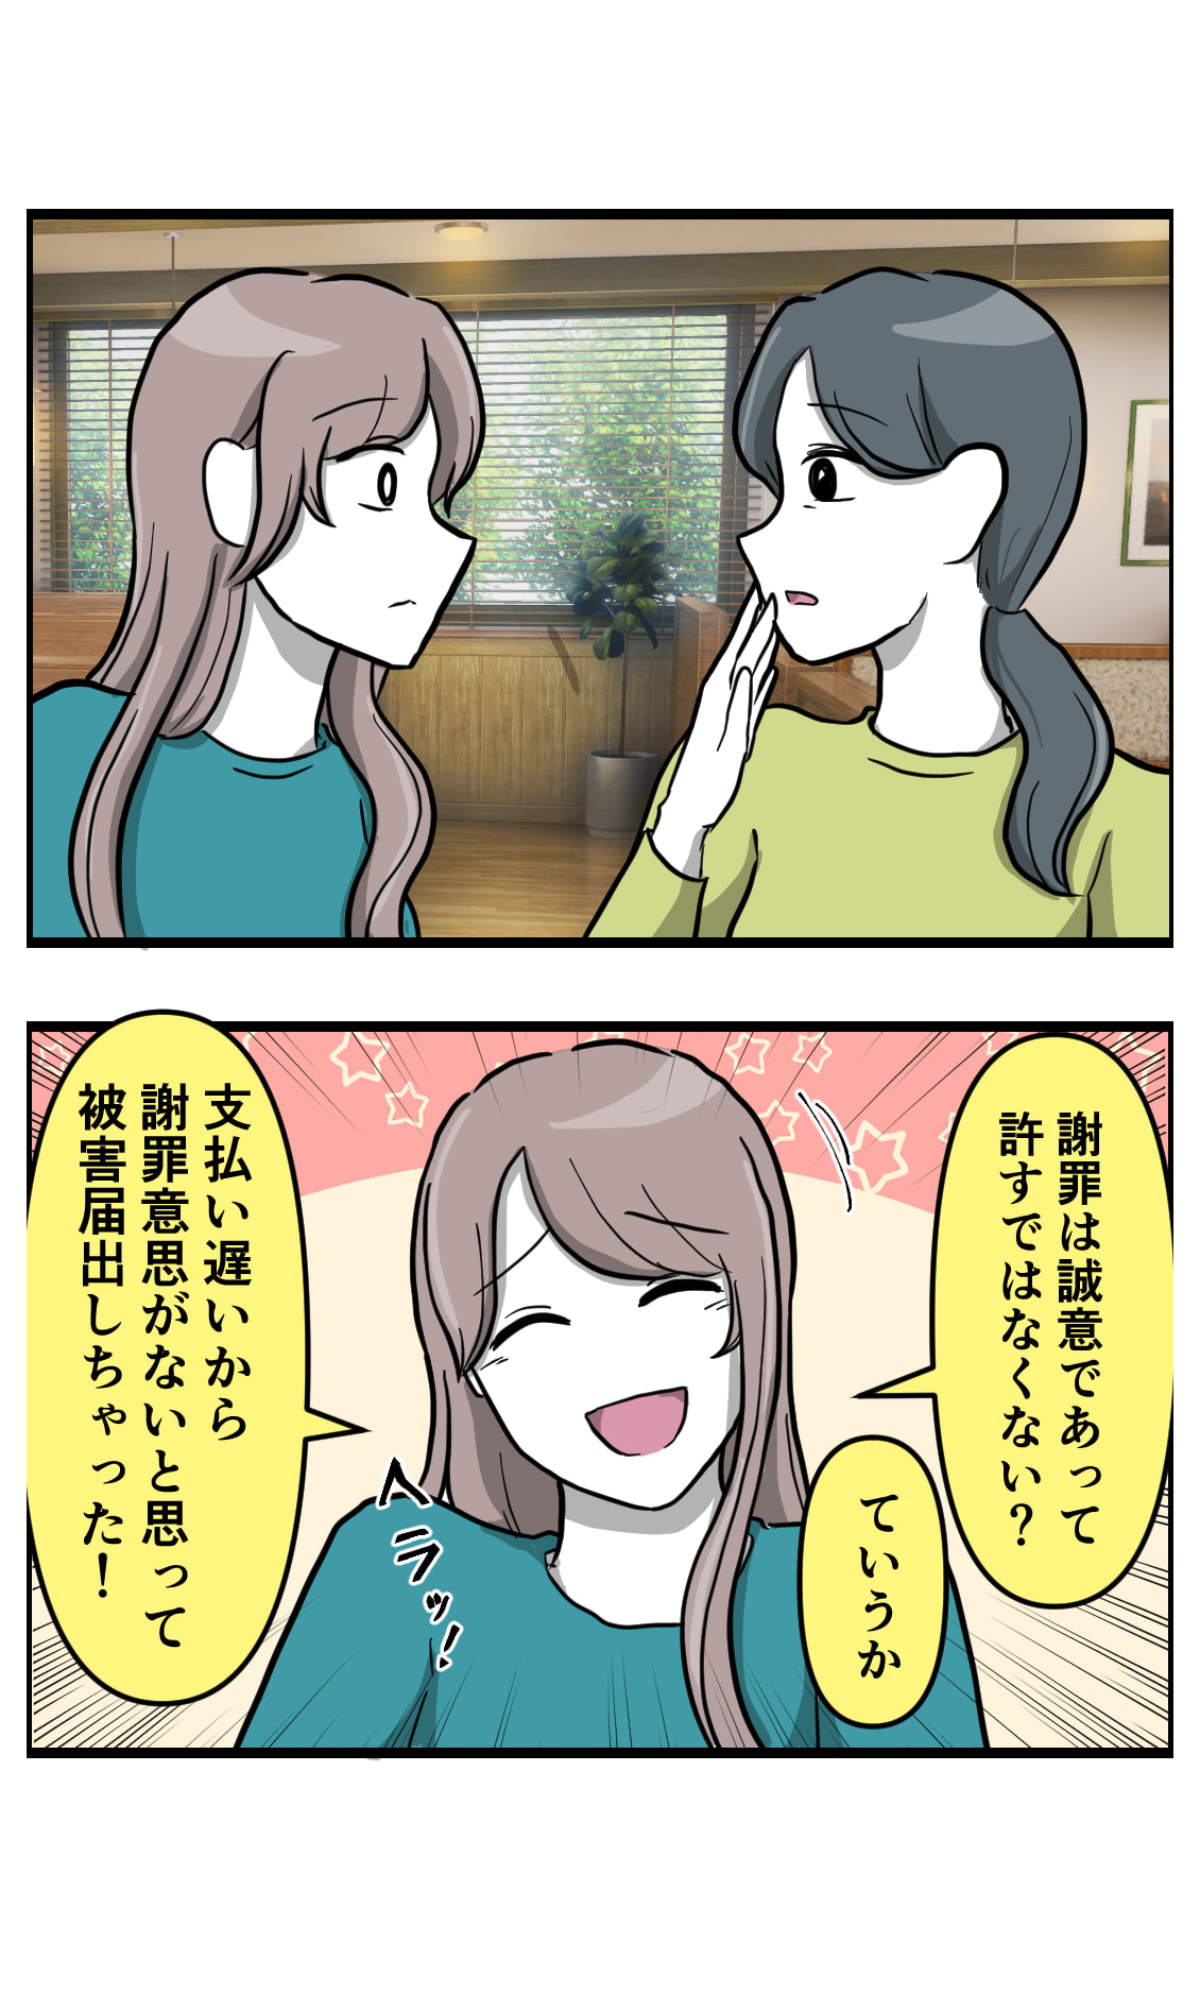 謝罪は誠意であって
許すではなくない？
ていうか
支払い遅いから
謝罪意思がないと思って
被害届出しちゃった！
へラッ！